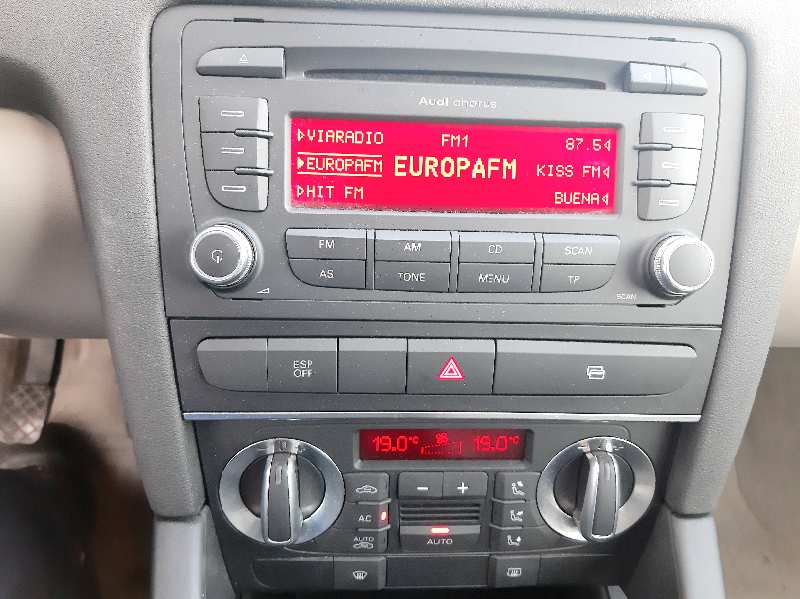 Audi chorus
VIARADIO FM1 87.5
EUROPAFM EUROPAFM KISS FM
HIT FM BUENA
FM AM CD SCAN
AS TONE MENU TP
SCAN
ESP
OFF
19.0°C 19.0°C
- +
A.C
AUTO AUTO